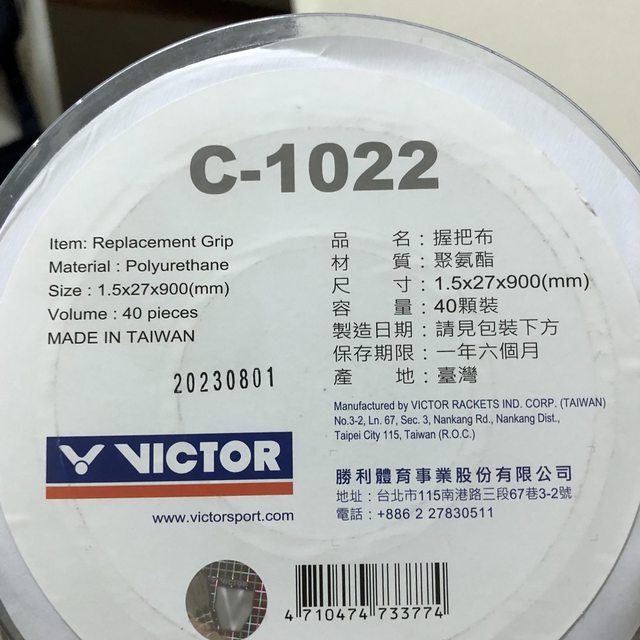 C-1022
Item: Replacement Grip
Material : Polyurethane
Size : 1.5x27x900(mm)
Volume : 40 pieces
MADE IN TAIWAN
20230801
品 名：握把布
材 質：聚氨酯
尺 寸：1.5x27x900(mm)
容 量：40顆裝
製造日期：請見包裝下方
保存期限：一年六個月
產 地：臺灣
Manufactured by VICTOR RACKETS IND. CORP. (TAIWAN)
No.3-2, Ln. 67, Sec. 3, Nankang Rd., Nankang Dist.,
Taipei City 115, Taiwan (R.O.C.)
VICTOR
www.victorsport.com
勝利體育事業股份有限公司
地址：台北市115南港路三段67巷3-2號
電話：+886 2 27830511
4 710474 733774